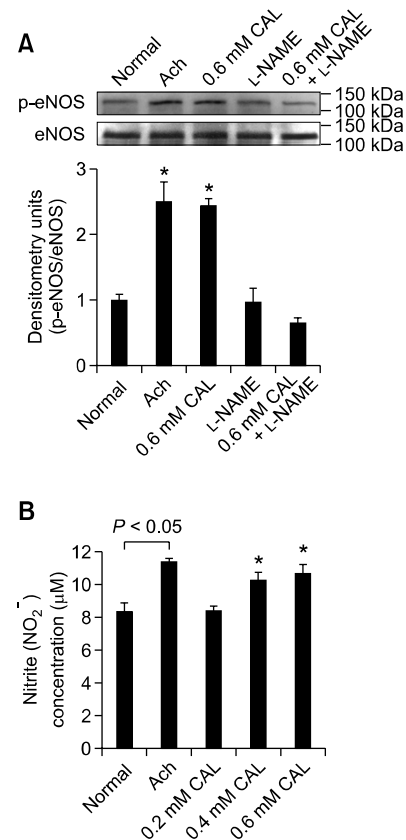 A
Normal
Ach
0.6 mM CAL
L-NAME
0.6 mM CAL
+ L-NAME
p-eNOS
150 kDa
100 kDa
eNOS
150 kDa
100 kDa
Densitometry units
(p-eNOS/eNOS)
3
2
1
0
*
*
Normal
Ach
0.6 mM CAL
L-NAME
0.6 mM CAL
+ L-NAME
B
P < 0.05
Nitrite (NO₂⁻)
concentration (μM)
12
10
8
6
4
2
0
*
*
Normal
Ach
0.2 mM CAL
0.4 mM CAL
0.6 mM CAL